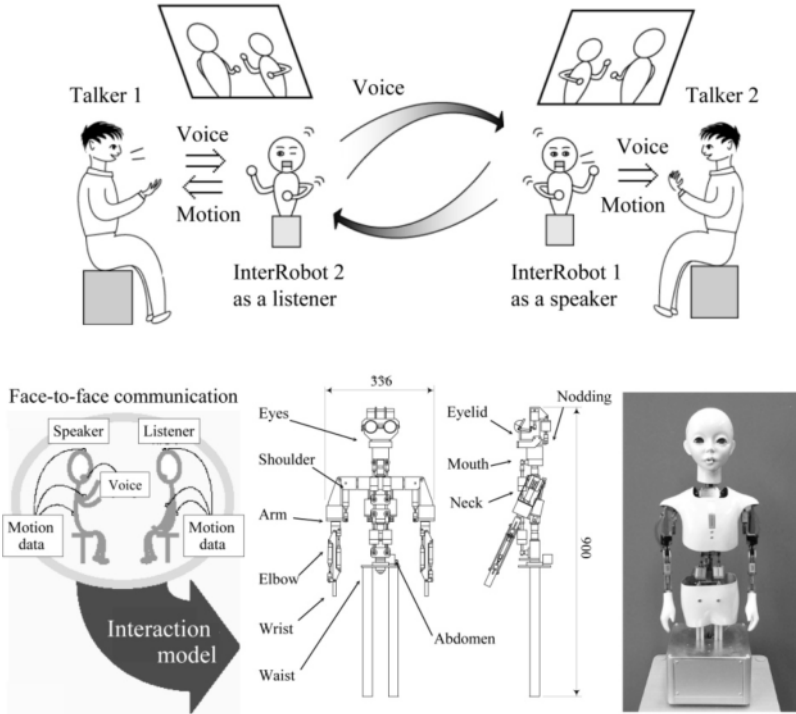 Talker 1
Voice
Motion
InterRobot 2
as a listener
Voice
InterRobot 1
as a speaker
Voice
Motion
Talker 2
Face-to-face communication
Speaker
Listener
Voice
Motion
data
Motion
data
Interaction
model
336
Eyes
Shoulder
Arm
Elbow
Wrist
Waist
Abdomen
Eyelid
Mouth
Neck
Nodding
900